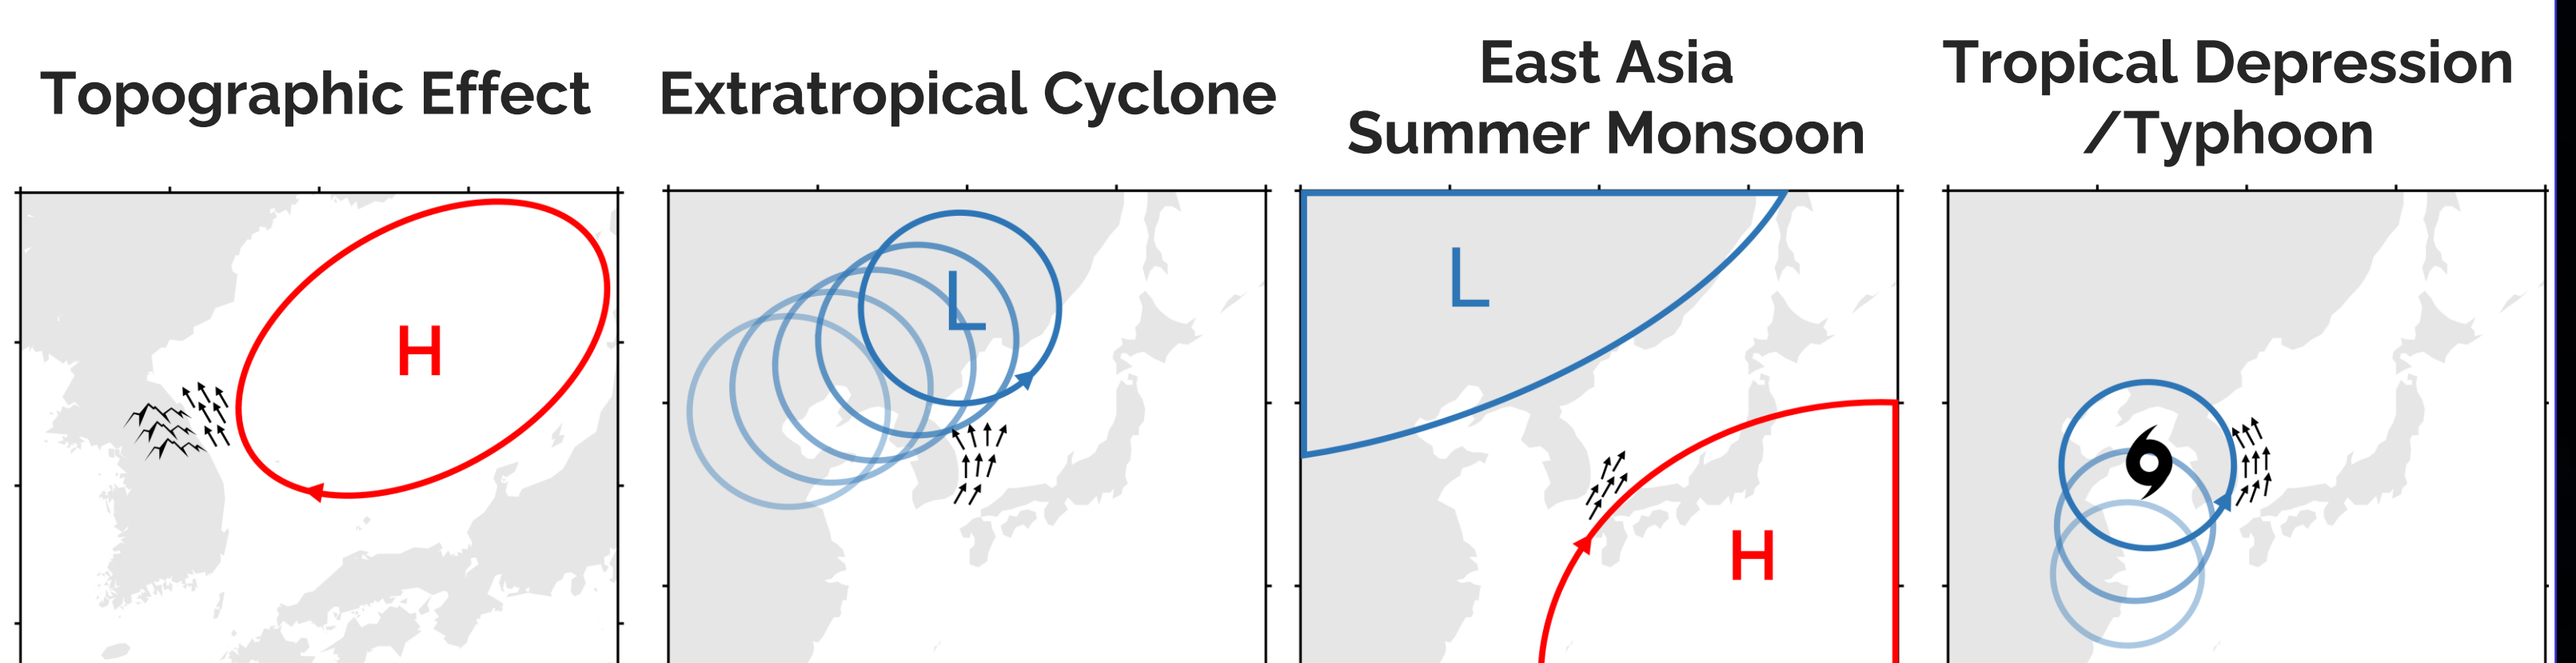 Topographic Effect
Extratropical Cyclone
East Asia
Summer Monsoon
Tropical Depression
/Typhoon
H
L
L
H